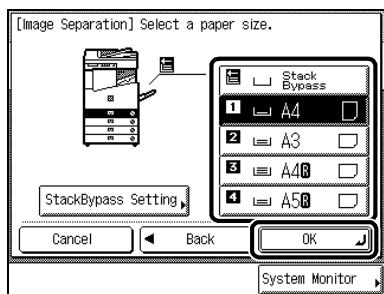 [Image Separation] Select a paper size.
Stack
Bypass
1 A4
2 A3
3 A4R
4 A5R
StackBypass Setting
Cancel
Back
OK
System Monitor